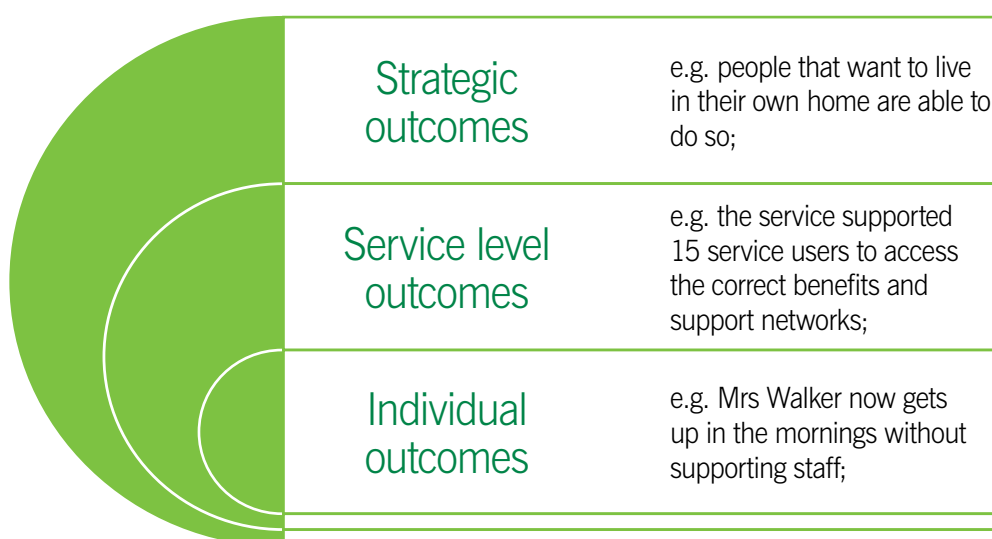 Strategic
outcomes
e.g. people that want to live
in their own home are able to
do so;
Service level
outcomes
e.g. the service supported
15 service users to access
the correct benefits and
support networks;
Individual
outcomes
e.g. Mrs Walker now gets
up in the mornings without
supporting staff;